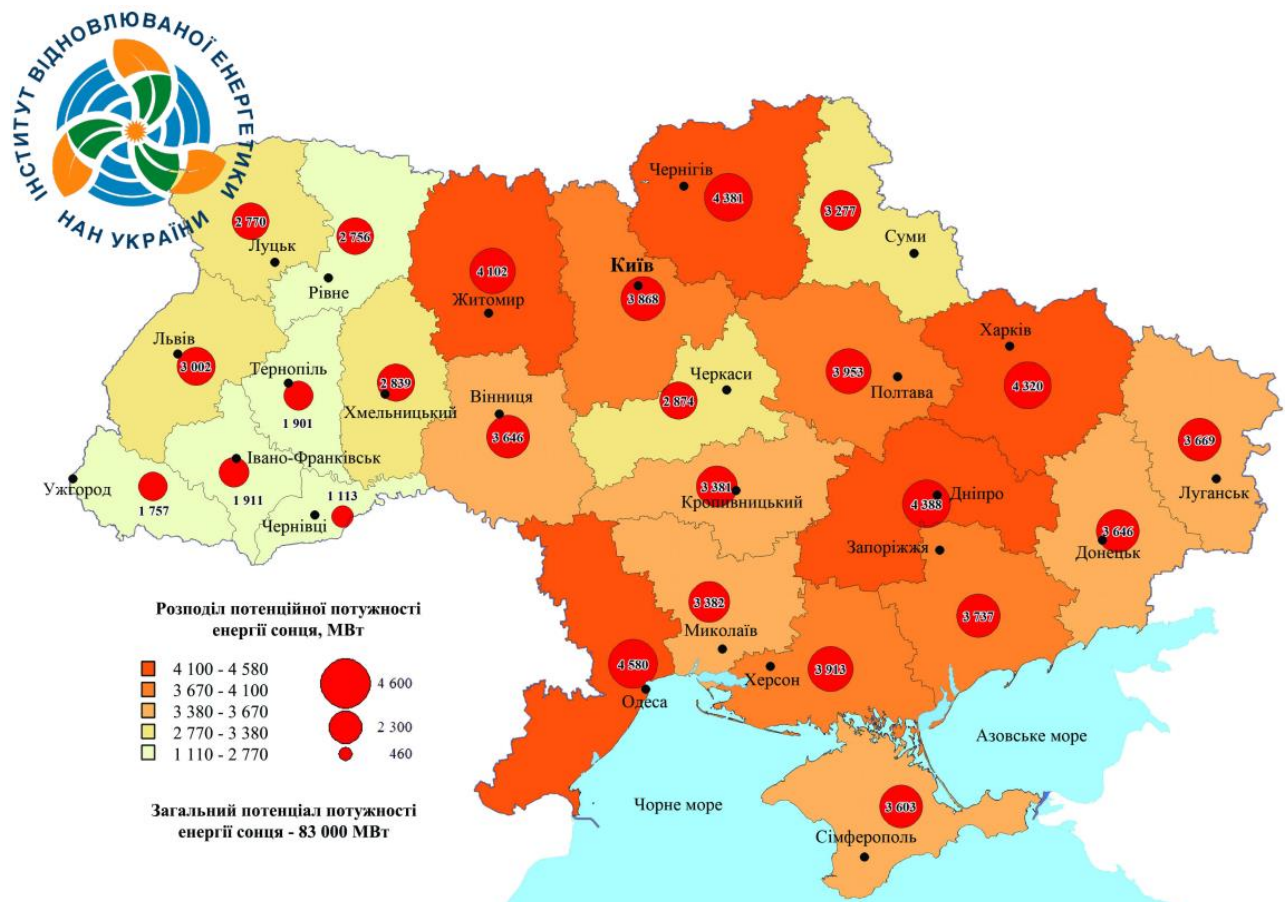 ІНСТИТУТ ВІДНОВЛЮВАНОЇ ЕНЕРГЕТИКИ
НАН УКРАЇНИ
Чернігів
4 381
3 277
Суми
2 770
Луцьк
2 756
Рівне
4 102
Житомир
Київ
3 868
Харків
4 320
Львів
3 002
Тернопіль
1 901
2 839
Хмельницький
Вінниця
3 646
Черкаси
2 874
3 953
Полтава
3 669
Луганськ
Ужгород
1 757
Івано-Франківськ
1 911
1 113
Чернівці
3 381
Кропивницький
Дніпро
4 388
Запоріжжя
3 646
Донецьк
3 382
Миколаїв
3 737
4 580
Одеса
Херсон
3 913
Азовське море
Чорне море
3 603
Сімферополь
Розподіл потенційної потужності
енергії сонця, МВт
4 100 - 4 580
3 670 - 4 100
3 380 - 3 670
2 770 - 3 380
1 110 - 2 770
4 600
2 300
460
Загальний потенціал потужності
енергії сонця - 83 000 МВт